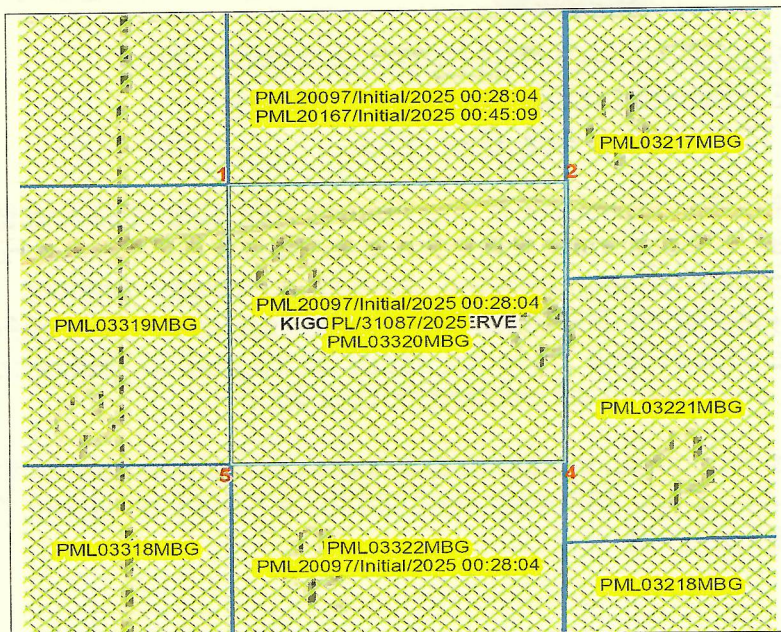 PML20097/Initial/2025 00:28:04
PML20167/Initial/2025 00:45:09
PML03217MBG
1
2
PML20097/Initial/2025 00:28:04
PML03319MBG
KIGO PL/31087/2025 ERVE
PML03320MBG
PML03221MBG
5
4
PML03318MBG
PML03322MBG
PML20097/Initial/2025 00:28:04
PML03218MBG